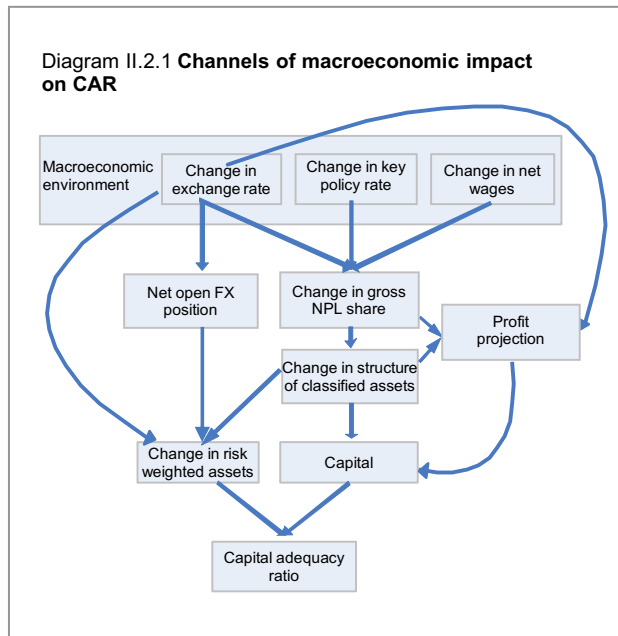 Diagram II.2.1 Channels of macroeconomic impact
on CAR
Macroeconomic
environment
Change in
exchange rate
Change in key
policy rate
Change in net
wages
Net open FX
position
Change in gross
NPL share
Profit
projection
Change in structure
of classified assets
Change in risk
weighted assets
Capital
Capital adequacy
ratio